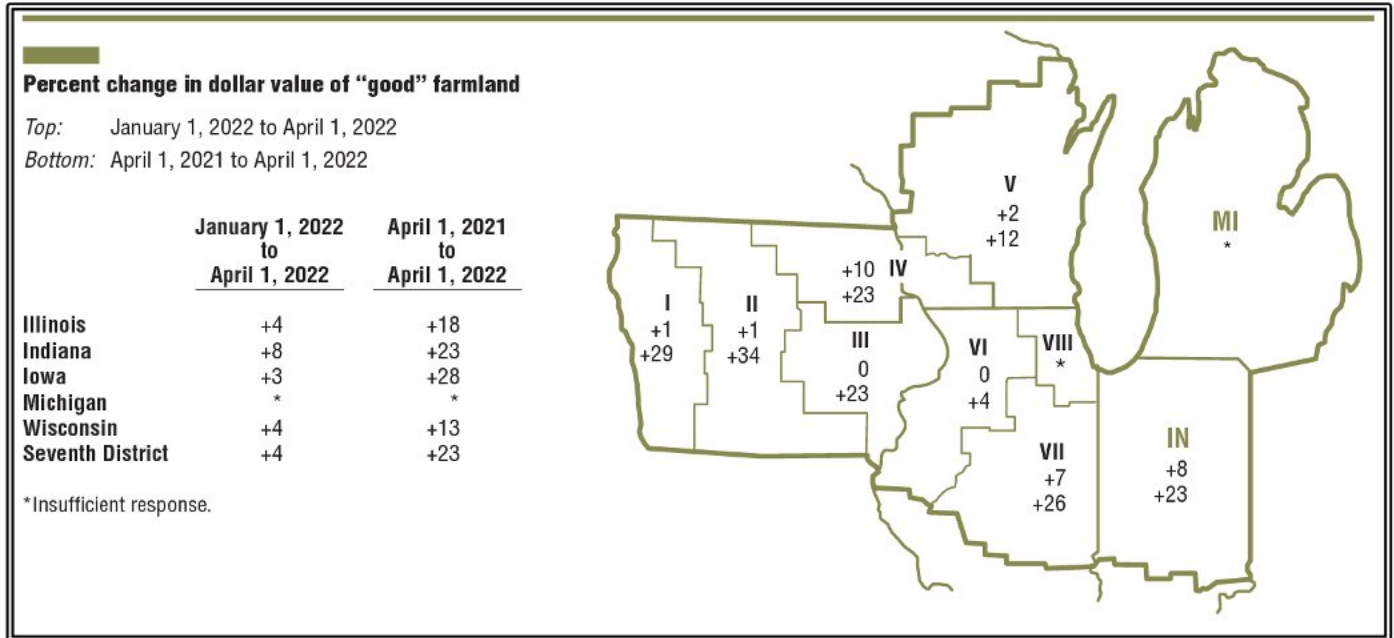 Percent change in dollar value of “good” farmland
Top: January 1, 2022 to April 1, 2022
Bottom: April 1, 2021 to April 1, 2022
January 1, 2022 April 1, 2021
to to
April 1, 2022 April 1, 2022
Illinois +4 +18
Indiana +8 +23
Iowa +3 +28
Michigan * *
Wisconsin +4 +13
Seventh District +4 +23
*Insufficient response.
V
+2
+12
MI
*
+10 IV
+23
I
+1
+29
II
+1
+34
III
0
+23
VI
0
+4
VIII
*
VII
+7
+26
IN
+8
+23